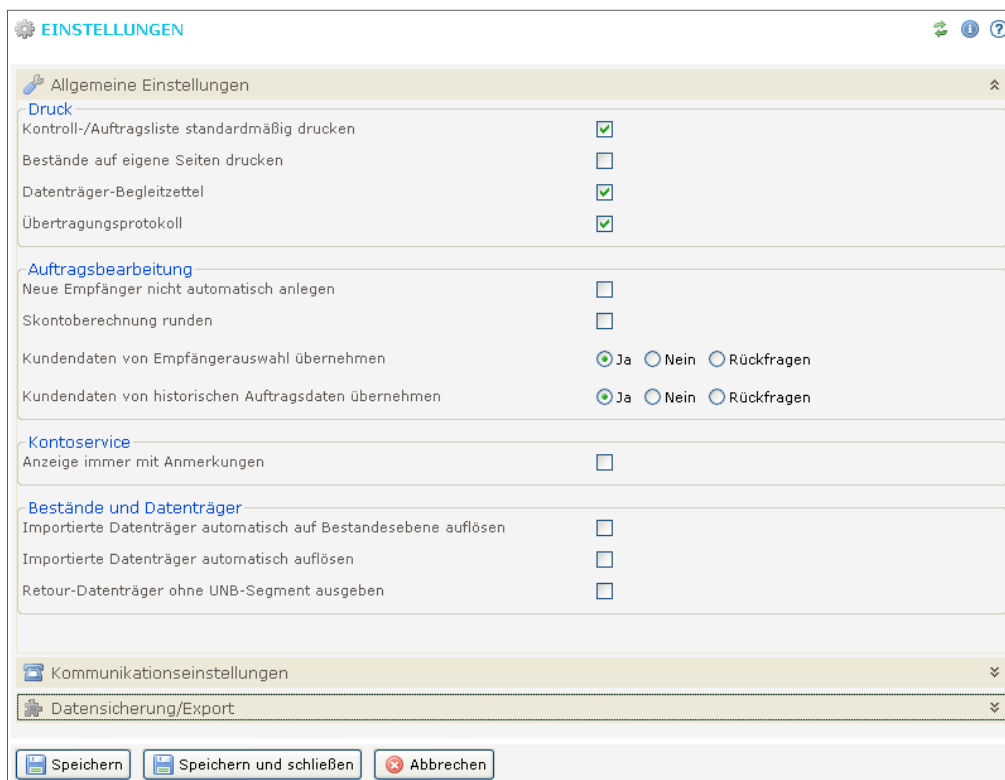 EINSTELLUNGEN
Allgemeine Einstellungen
Druck
Kontroll-/Auftragsliste standardmäßig drucken
Bestände auf eigene Seiten drucken
Datenträger-Begleitzettel
Übertragungsprotokoll
Auftragsbearbeitung
Neue Empfänger nicht automatisch anlegen
Skontoberechnung runden
Kundendaten von Empfängerauswahl übernehmen Ja Nein Rückfragen
Kundendaten von historischen Auftragsdaten übernehmen Ja Nein Rückfragen
Kontoservice
Anzeige immer mit Anmerkungen
Bestände und Datenträger
Importierte Datenträger automatisch auf Bestandesebene auflösen
Importierte Datenträger automatisch auflösen
Retour-Datenträger ohne UNB-Segment ausgeben
Kommunikationseinstellungen
Datensicherung/Export
Speichern Speichern und schließen Abbrechen